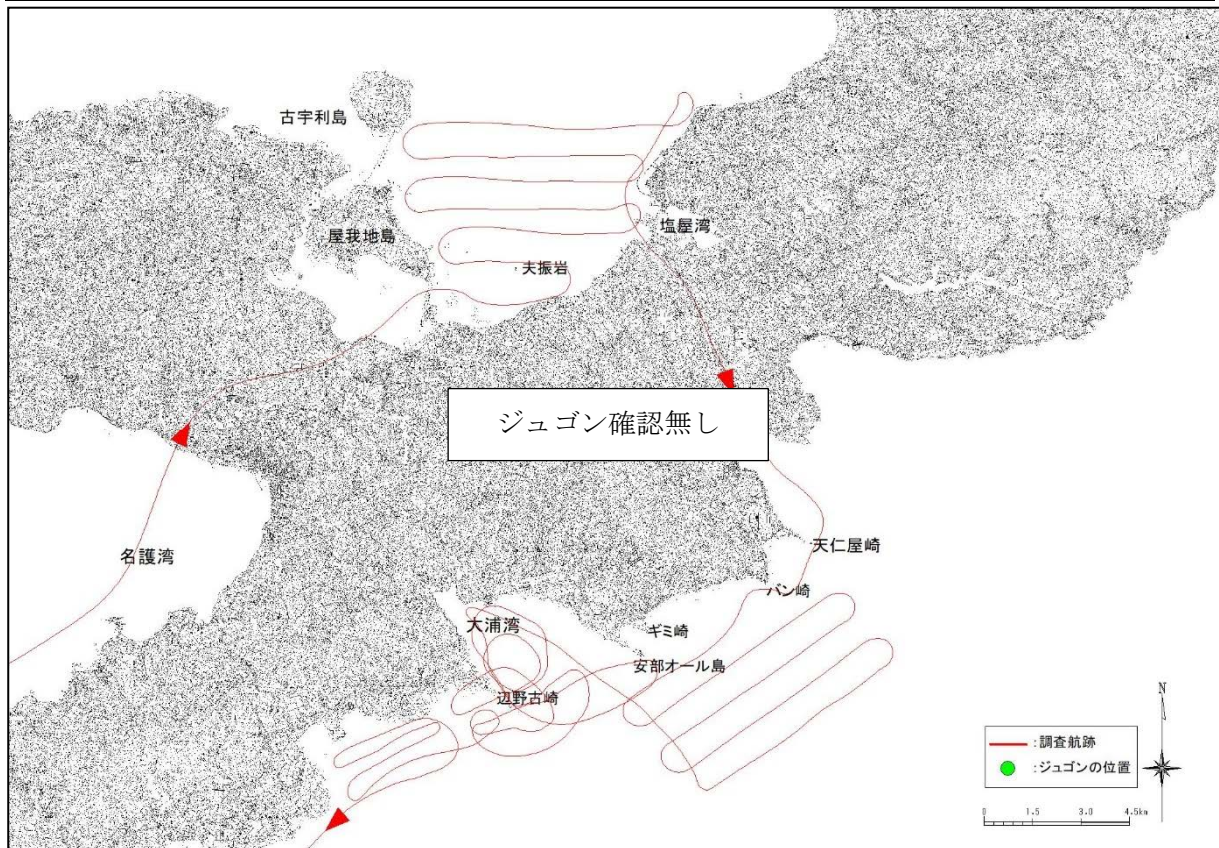 古宇利島
屋我地島
塩屋湾
夫振岩
ジュゴン確認無し
名護湾
天仁屋崎
バン崎
大浦湾
ギミ崎
安部オール島
辺野古崎
N
:調査航跡
:ジュゴンの位置
0 1.5 3.0 4.5km